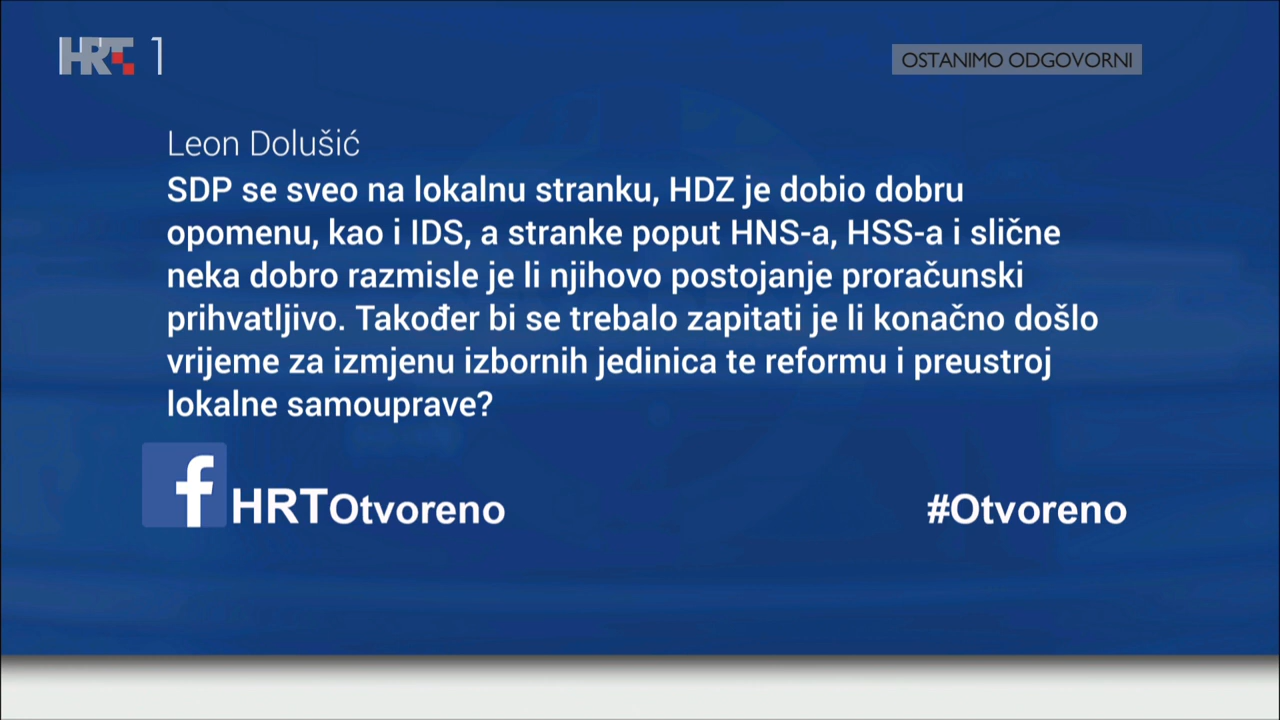 HRT 1
OSTANIMO ODGOVORNI
Leon Dolušić
SDP se sveo na lokalnu stranku, HDZ je dobio dobru
opomenu, kao i IDS, a stranke poput HNS-a, HSS-a i slične
neka dobro razmisle je li njihovo postojanje proračunski
prihvatljivo. Također bi se trebalo zapitati je li konačno došlo
vrijeme za izmjenu izbornih jedinica te reformu i preustroj
lokalne samouprave?
f HRTOtvoreno
#Otvoreno